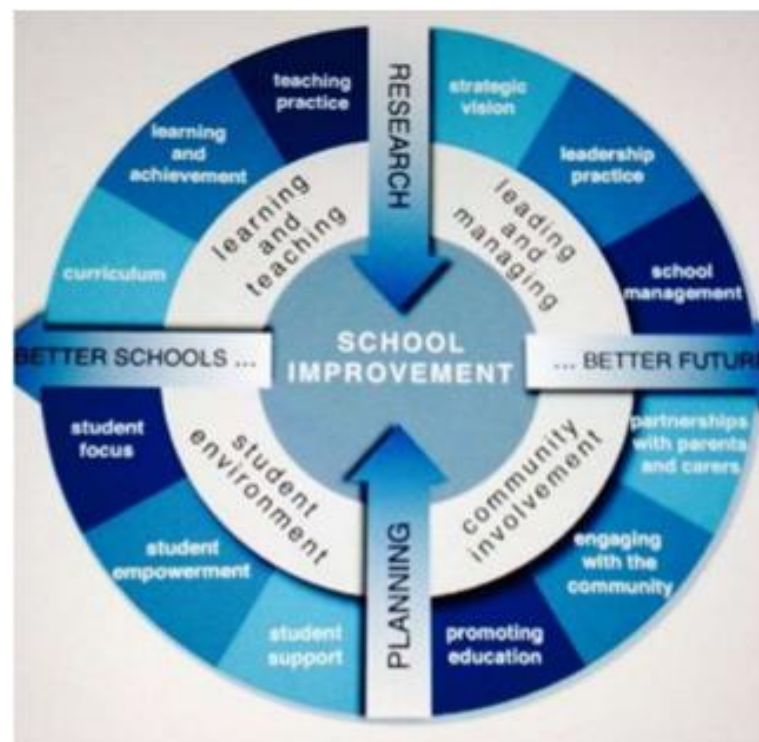 RESEARCH
teaching
practice
learning
and
achievement
curriculum
learning
and
teaching
strategic
vision
leadership
practice
school
management
leading
and
managing
BETTER SCHOOLS ...
SCHOOL
IMPROVEMENT
... BETTER FUTURE
student
focus
student
empowerment
student
support
student
environment
community
involvement
partnerships
with parents
and carers
engaging
with the
community
promoting
education
PLANNING